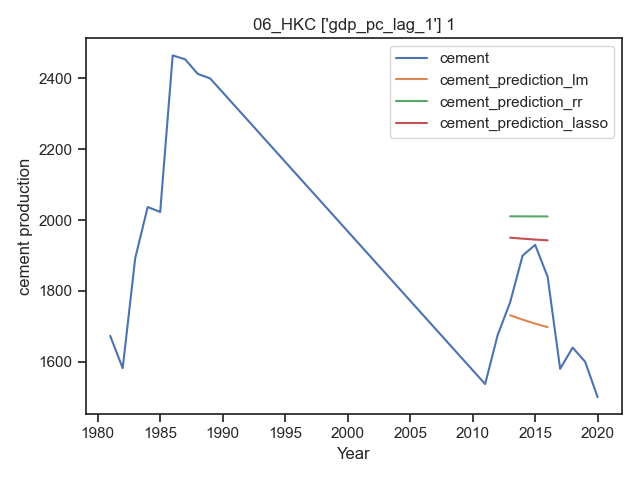 06_HKC ['gdp_pc_lag_1'] 1
cement
cement_prediction_lm
cement_prediction_rr
cement_prediction_lasso
cement production
2400
2200
2000
1800
1600
1980 1985 1990 1995 2000 2005 2010 2015 2020
Year